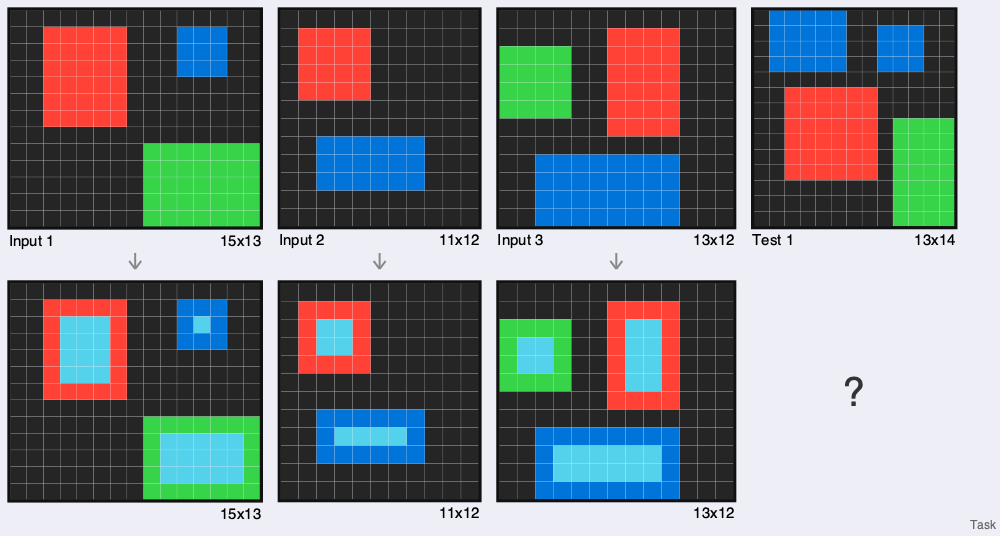 Input 1 15x13
Input 2 11x12
Input 3 13x12
Test 1 13x14
?
15x13
11x12
13x12
Task